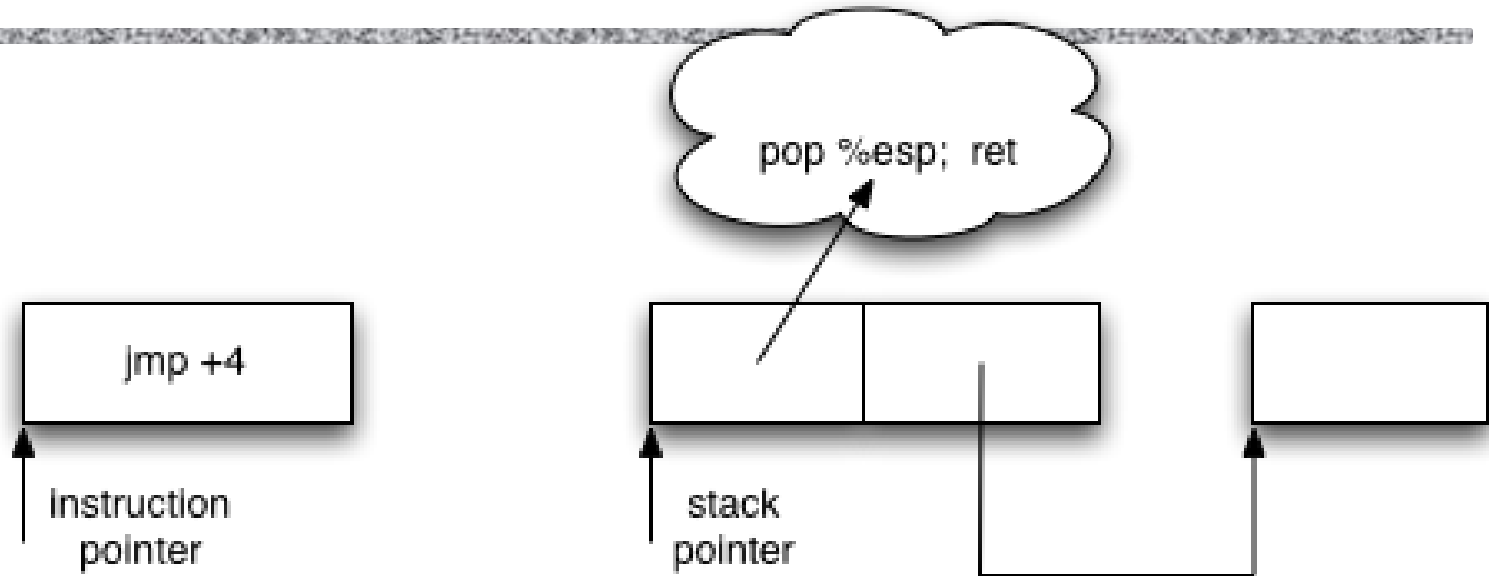 pop %esp; ret
jmp +4
instruction
pointer
stack
pointer